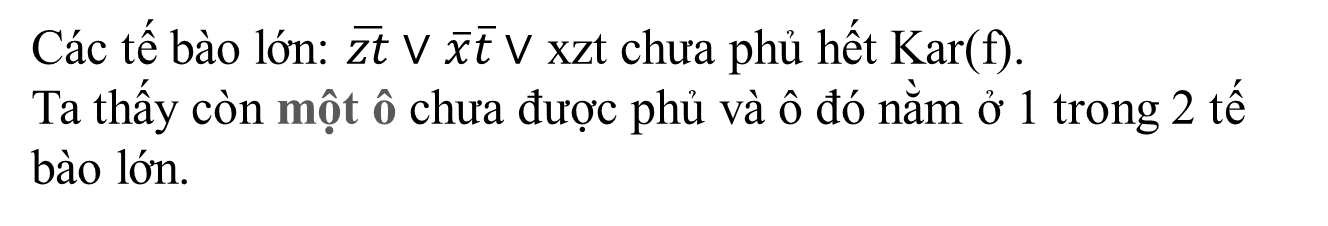 Các tế bào lớn: z̅t̅ ∨ x̄t̄ ∨ xzt chưa phủ hết Kar(f).
Ta thấy còn một ô chưa được phủ và ô đó nằm ở 1 trong 2 tế
bào lớn.